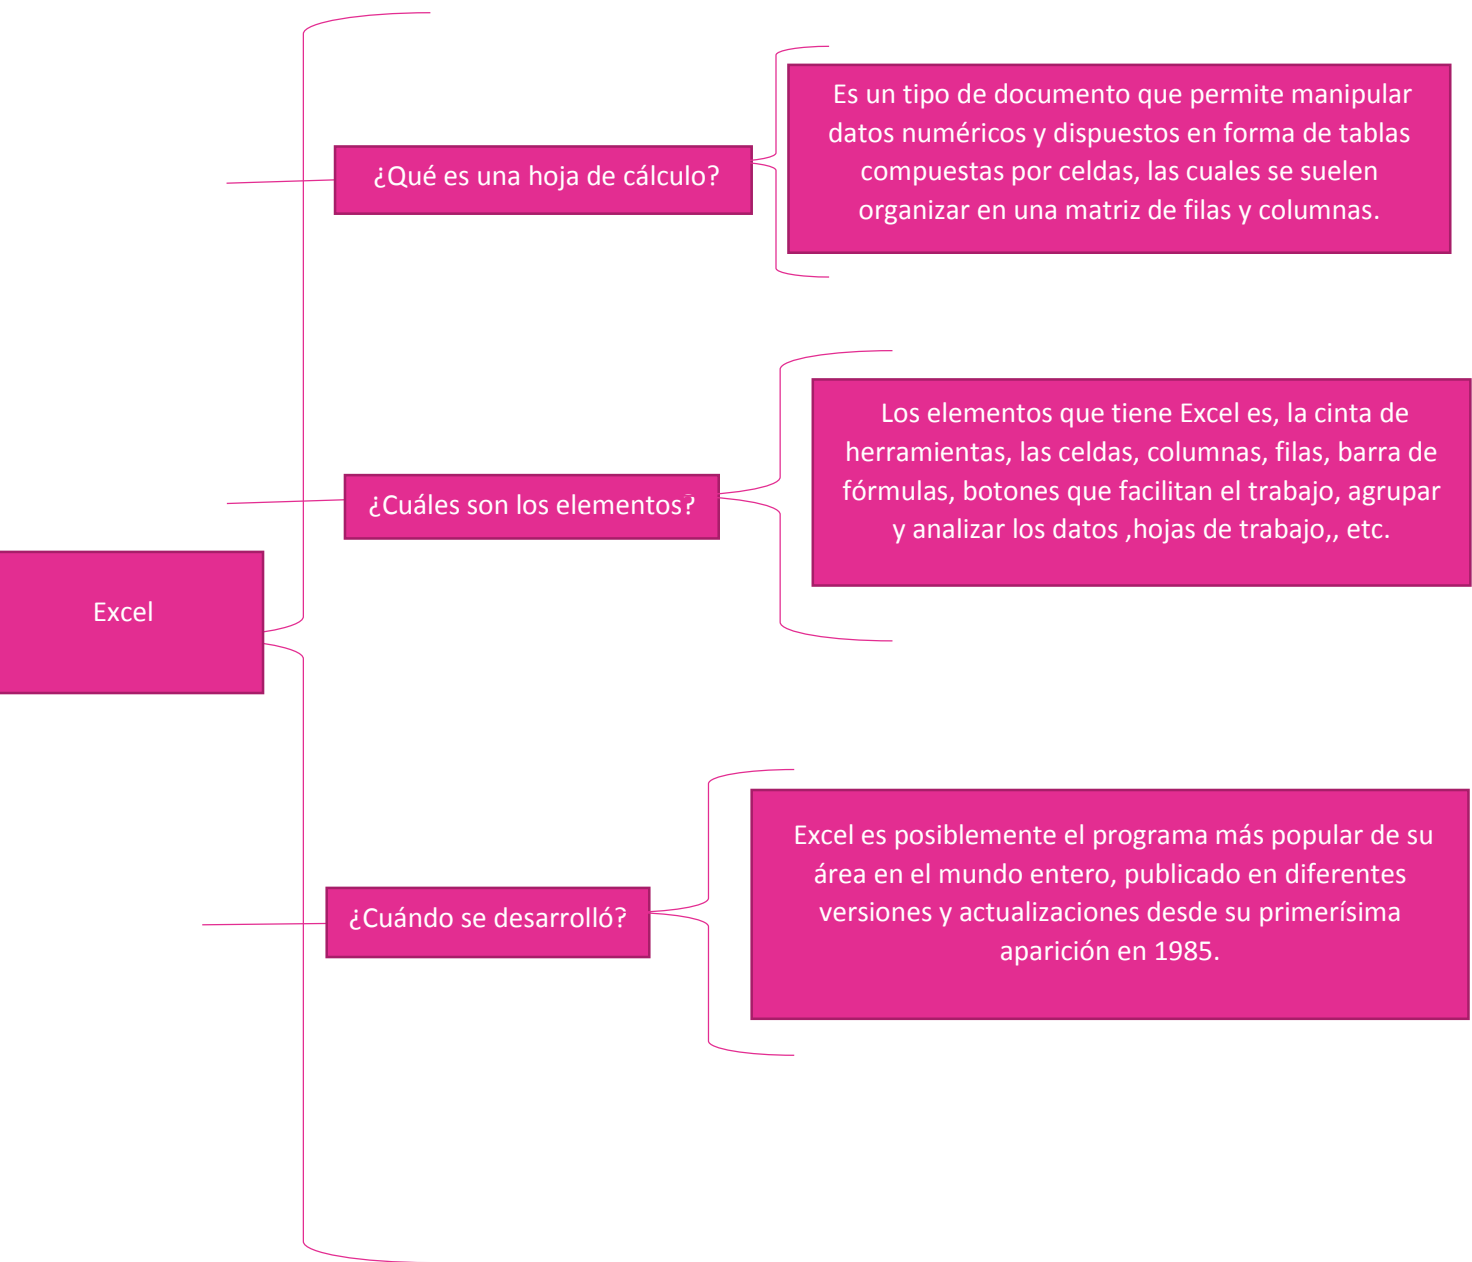 Excel
¿Qué es una hoja de cálculo?
Es un tipo de documento que permite manipular
datos numéricos y dispuestos en forma de tablas
compuestas por celdas, las cuales se suelen
organizar en una matriz de filas y columnas.
¿Cuáles son los elementos?
Los elementos que tiene Excel es, la cinta de
herramientas, las celdas, columnas, filas, barra de
fórmulas, botones que facilitan el trabajo, agrupar
y analizar los datos ,hojas de trabajo,, etc.
¿Cuándo se desarrolló?
Excel es posiblemente el programa más popular de su
área en el mundo entero, publicado en diferentes
versiones y actualizaciones desde su primerísima
aparición en 1985.